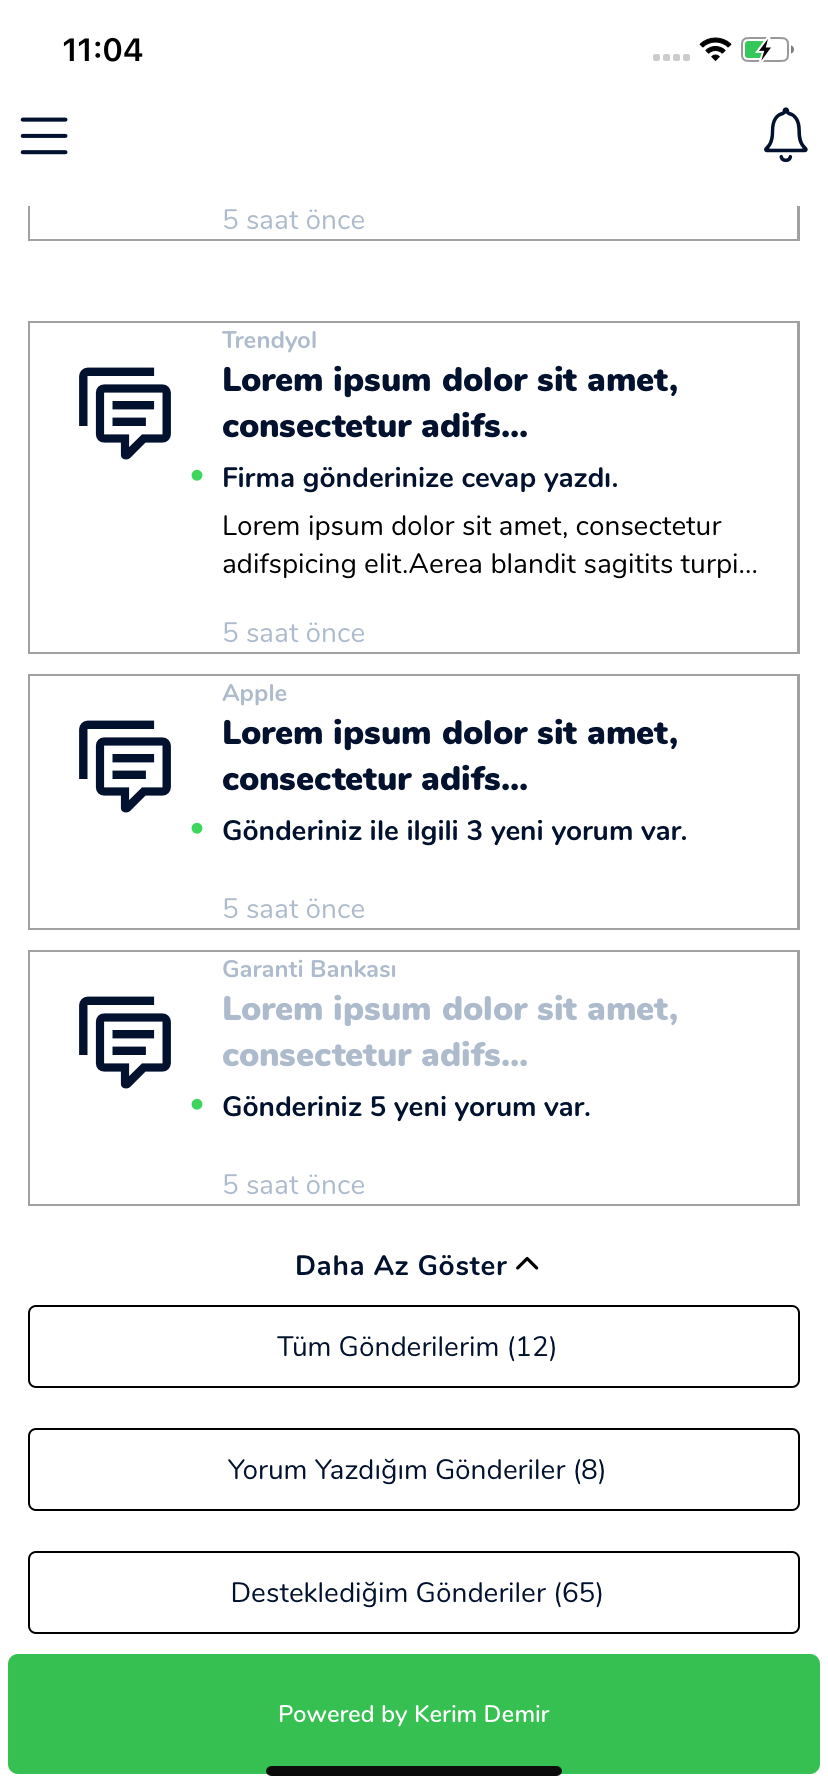 11:04
5 saat önce
Trendyol
Lorem ipsum dolor sit amet,
consectetur adifs...
Firma gönderinize cevap yazdı.
Lorem ipsum dolor sit amet, consectetur
adifspicing elit.Aerea blandit sagitits turpi...
5 saat önce
Apple
Lorem ipsum dolor sit amet,
consectetur adifs...
Gönderiniz ile ilgili 3 yeni yorum var.
5 saat önce
Garanti Bankası
Lorem ipsum dolor sit amet,
consectetur adifs...
Gönderiniz 5 yeni yorum var.
5 saat önce
Daha Az Göster
Tüm Gönderilerim (12)
Yorum Yazdığım Gönderiler (8)
Desteklediğim Gönderiler (65)
Powered by Kerim Demir